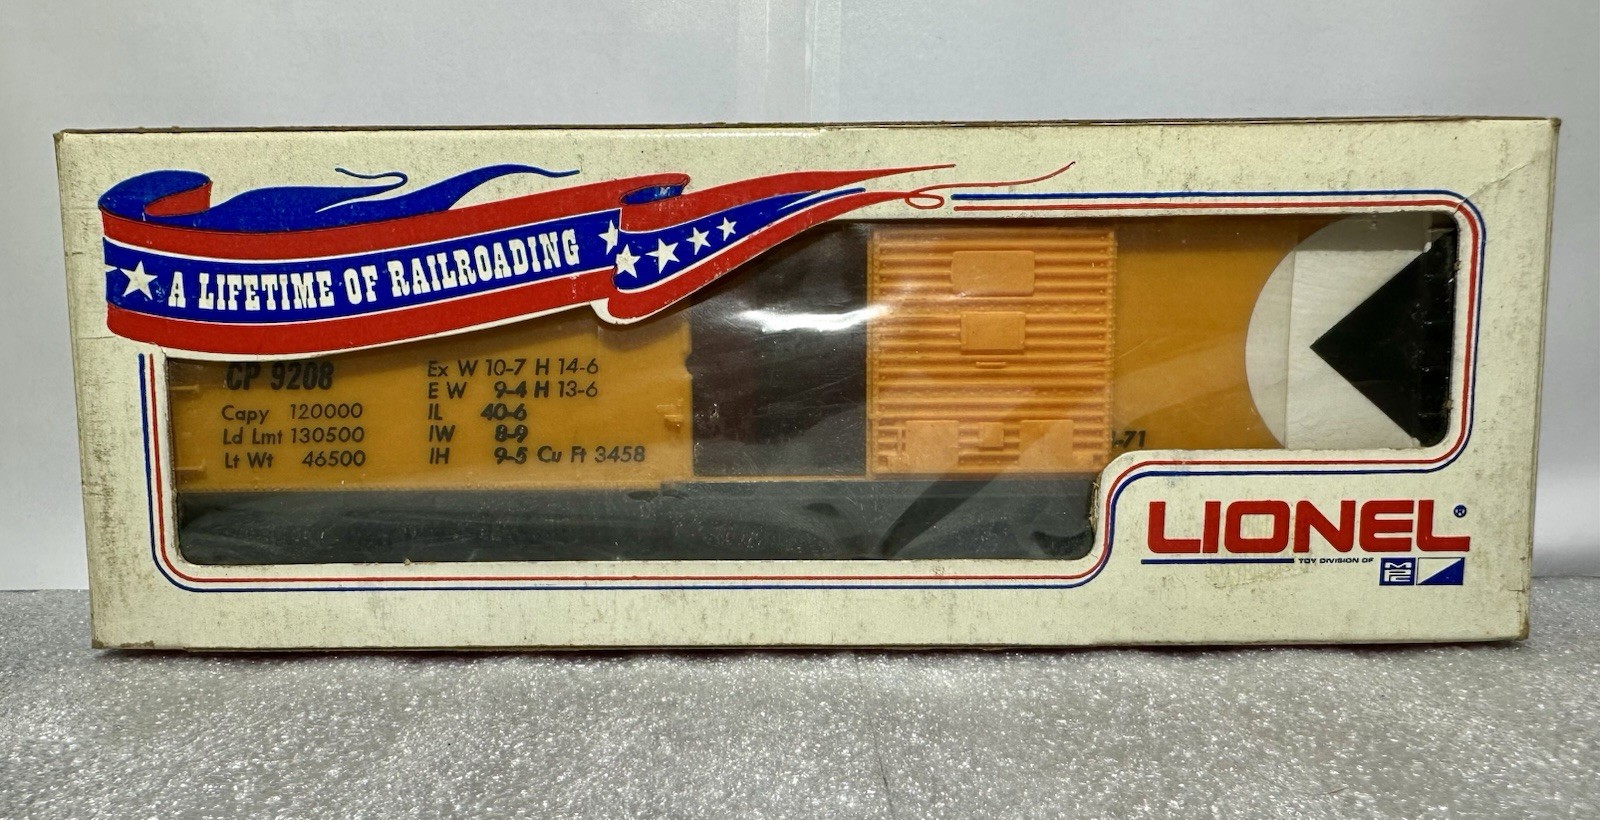 A LIFETIME OF RAILROADING
CP 9208
Capy 120000
Ld Lmt 130500
Lt Wt 46500
Ex W 10-7 H 14-6
E W 9-4 H 13-6
IL 40-6
IW 8-9
IH 9-5 Cu Ft 3458
-71
LIONEL®
TOY DIVISION OF MPC